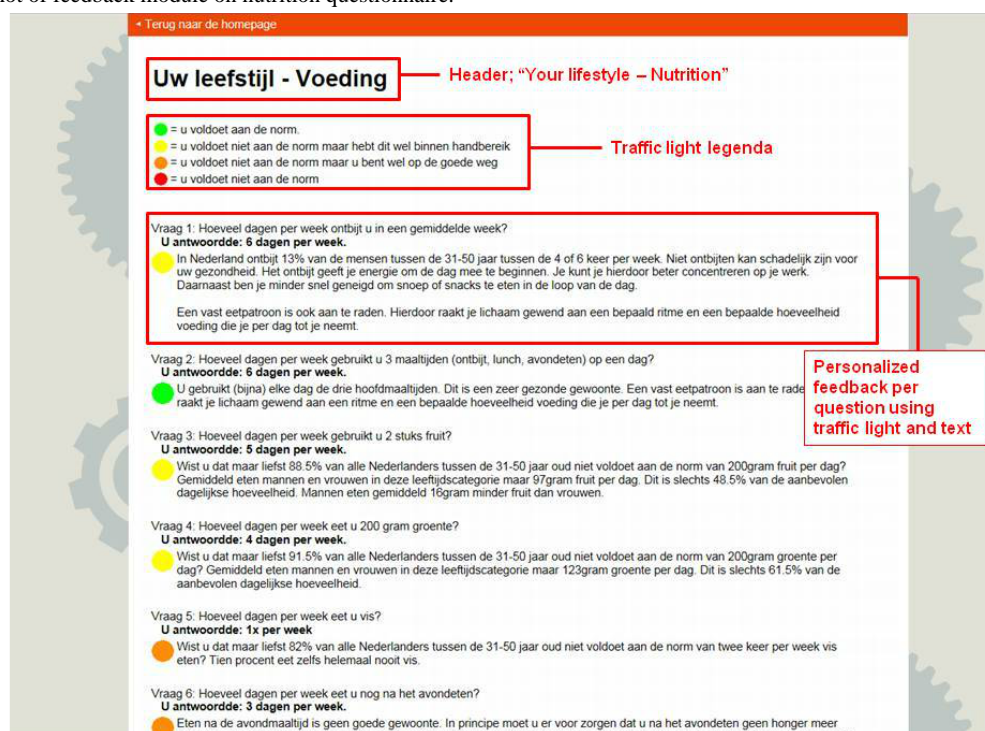 lot of feedback module on nutrition questionnaire.
Terug naar de homepage
Uw leefstijl - Voeding
Header; “Your lifestyle – Nutrition”
= u voldoet aan de norm.
= u voldoet niet aan de norm maar hebt dit wel binnen handbereik
= u voldoet niet aan de norm maar u bent wel op de goede weg
= u voldoet niet aan de norm
Traffic light legenda
Vraag 1: Hoeveel dagen per week ontbijt u in een gemiddelde week?
U antwoordde: 6 dagen per week.
In Nederland ontbijt 13% van de mensen tussen de 31-50 jaar tussen de 4 of 6 keer per week. Niet ontbijten kan schadelijk zijn voor
uw gezondheid. Het ontbijt geeft je energie om de dag mee te beginnen. Je kunt je hierdoor beter concentreren op je werk.
Daarnaast ben je minder snel geneigd om snoep of snacks te eten in de loop van de dag.
Een vast eetpatroon is ook aan te raden. Hierdoor raakt je lichaam gewend aan een bepaald ritme en een bepaalde hoeveelheid
voeding die je per dag tot je neemt.
Personalized
feedback per
question using
traffic light and text
Vraag 2: Hoeveel dagen per week gebruikt u 3 maaltijden (ontbijt, lunch, avondeten) op een dag?
U antwoordde: 6 dagen per week.
U gebruikt (bijna) elke dag de drie hoofdmaaltijden. Dit is een zeer gezonde gewoonte. Een vast eetpatroon is aan te rade
raakt je lichaam gewend aan een ritme en een bepaalde hoeveelheid voeding die je per dag tot je neemt.
Vraag 3: Hoeveel dagen per week gebruikt u 2 stuks fruit?
U antwoordde: 5 dagen per week.
Wist u dat maar liefst 88.5% van alle Nederlanders tussen de 31-50 jaar oud niet voldoet aan de norm van 200gram fruit per dag?
Gemiddeld eten mannen en vrouwen in deze leeftijdscategorie maar 97gram fruit per dag. Dit is slechts 48.5% van de aanbevolen
dagelijkse hoeveelheid. Mannen eten gemiddeld 16gram minder fruit dan vrouwen.
Vraag 4: Hoeveel dagen per week eet u 200 gram groente?
U antwoordde: 4 dagen per week.
Wist u dat maar liefst 91.5% van alle Nederlanders tussen de 31-50 jaar oud niet voldoet aan de norm van 200gram groente per
dag? Gemiddeld eten mannen en vrouwen in deze leeftijdscategorie maar 123gram groente per dag. Dit is slechts 61.5% van de
aanbevolen dagelijkse hoeveelheid.
Vraag 5: Hoeveel dagen per week eet u vis?
U antwoordde: 1x per week
Wist u dat maar liefst 82% van alle Nederlanders tussen de 31-50 jaar oud niet voldoet aan de norm van twee keer per week vis
eten? Tien procent eet zelfs helemaal nooit vis.
Vraag 6: Hoeveel dagen per week eet u nog na het avondeten?
U antwoordde: 3 dagen per week.
Eten na de avondmaaltijd is geen goede gewoonte. In principe moet u er voor zorgen dat u na het avondeten geen honger meer